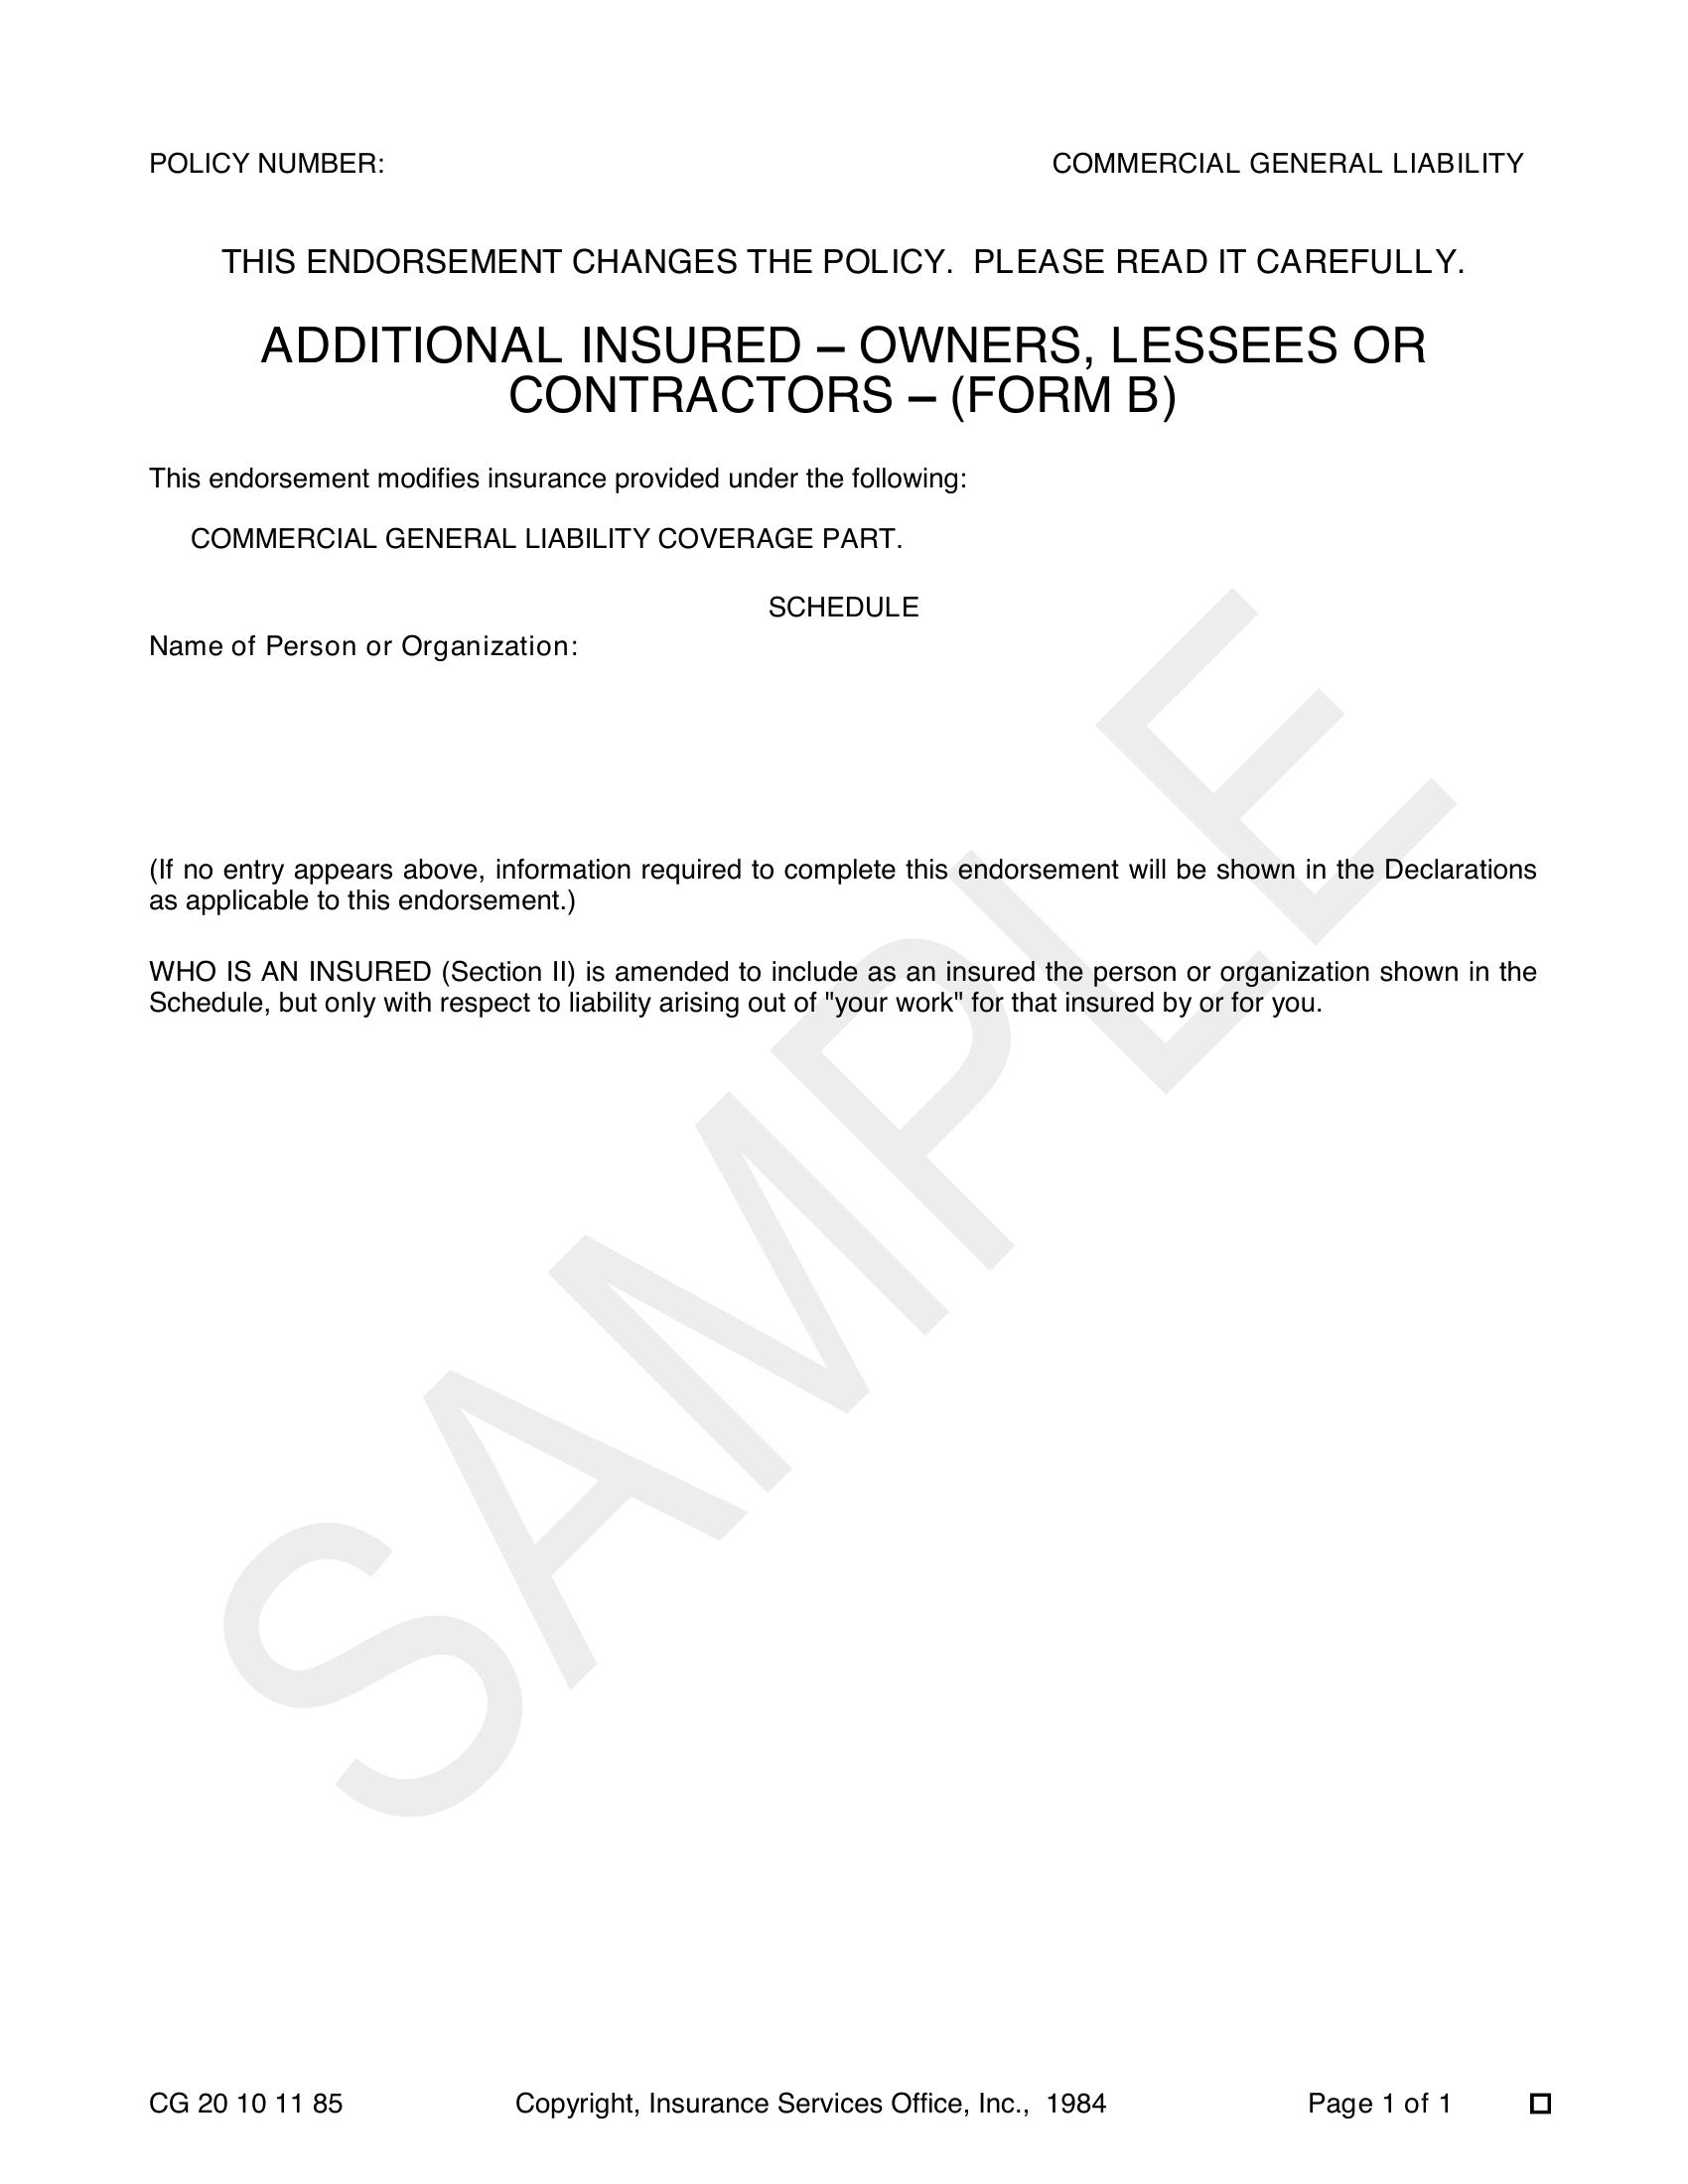 POLICY NUMBER: COMMERCIAL GENERAL LIABILITY
THIS ENDORSEMENT CHANGES THE POLICY. PLEASE READ IT CAREFULLY.
ADDITIONAL INSURED – OWNERS, LESSEES OR
CONTRACTORS – (FORM B)
This endorsement modifies insurance provided under the following:
COMMERCIAL GENERAL LIABILITY COVERAGE PART.
SCHEDULE
Name of Person or Organization:
(If no entry appears above, information required to complete this endorsement will be shown in the Declarations
as applicable to this endorsement.)
WHO IS AN INSURED (Section II) is amended to include as an insured the person or organization shown in the
Schedule, but only with respect to liability arising out of "your work" for that insured by or for you.
SAMPLE
CG 20 10 11 85 Copyright, Insurance Services Office, Inc., 1984 Page 1 of 1 □